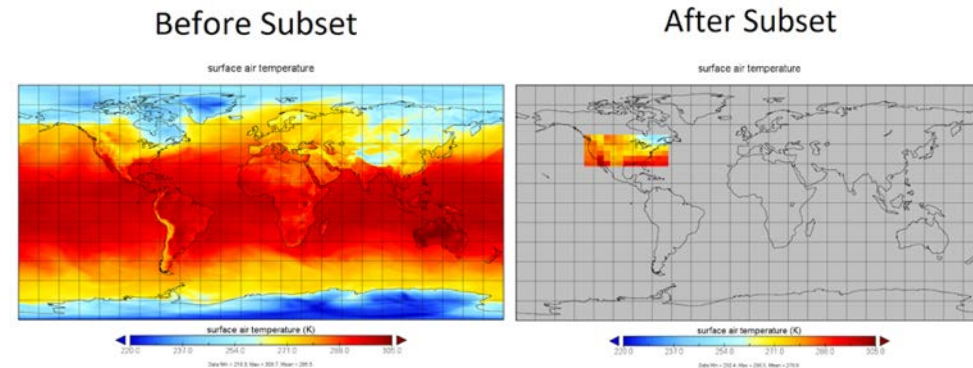 Before Subset
After Subset
surface air temperature
surface air temperature
surface air temperature (K)
220.0 237.0 254.0 271.0 288.0 305.0
surface air temperature (K)
220.0 237.0 254.0 271.0 288.0 305.0